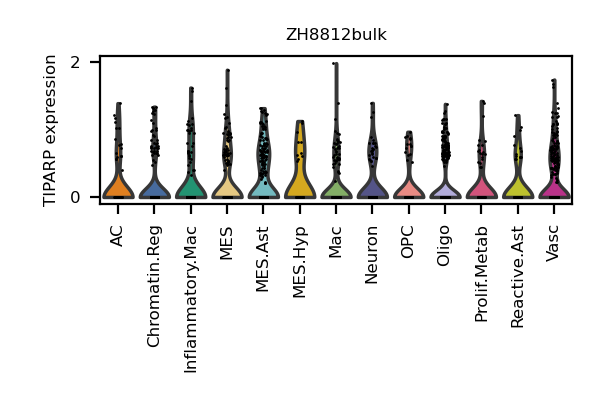 ZH8812bulk
TIPARP expression
2
0
AC
Chromatin.Reg
Inflammatory.Mac
MES
MES.Ast
MES.Hyp
Mac
Neuron
OPC
Oligo
Prolif.Metab
Reactive.Ast
Vasc